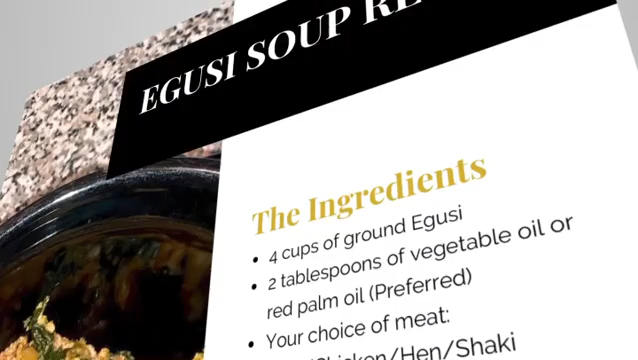 EGUSI SOUP
The Ingredients
• 4 cups of ground Egusi
• 2 tablespoons of vegetable oil or
red palm oil (Preferred)
• Your choice of meat:
Chicken/Hen/Shaki